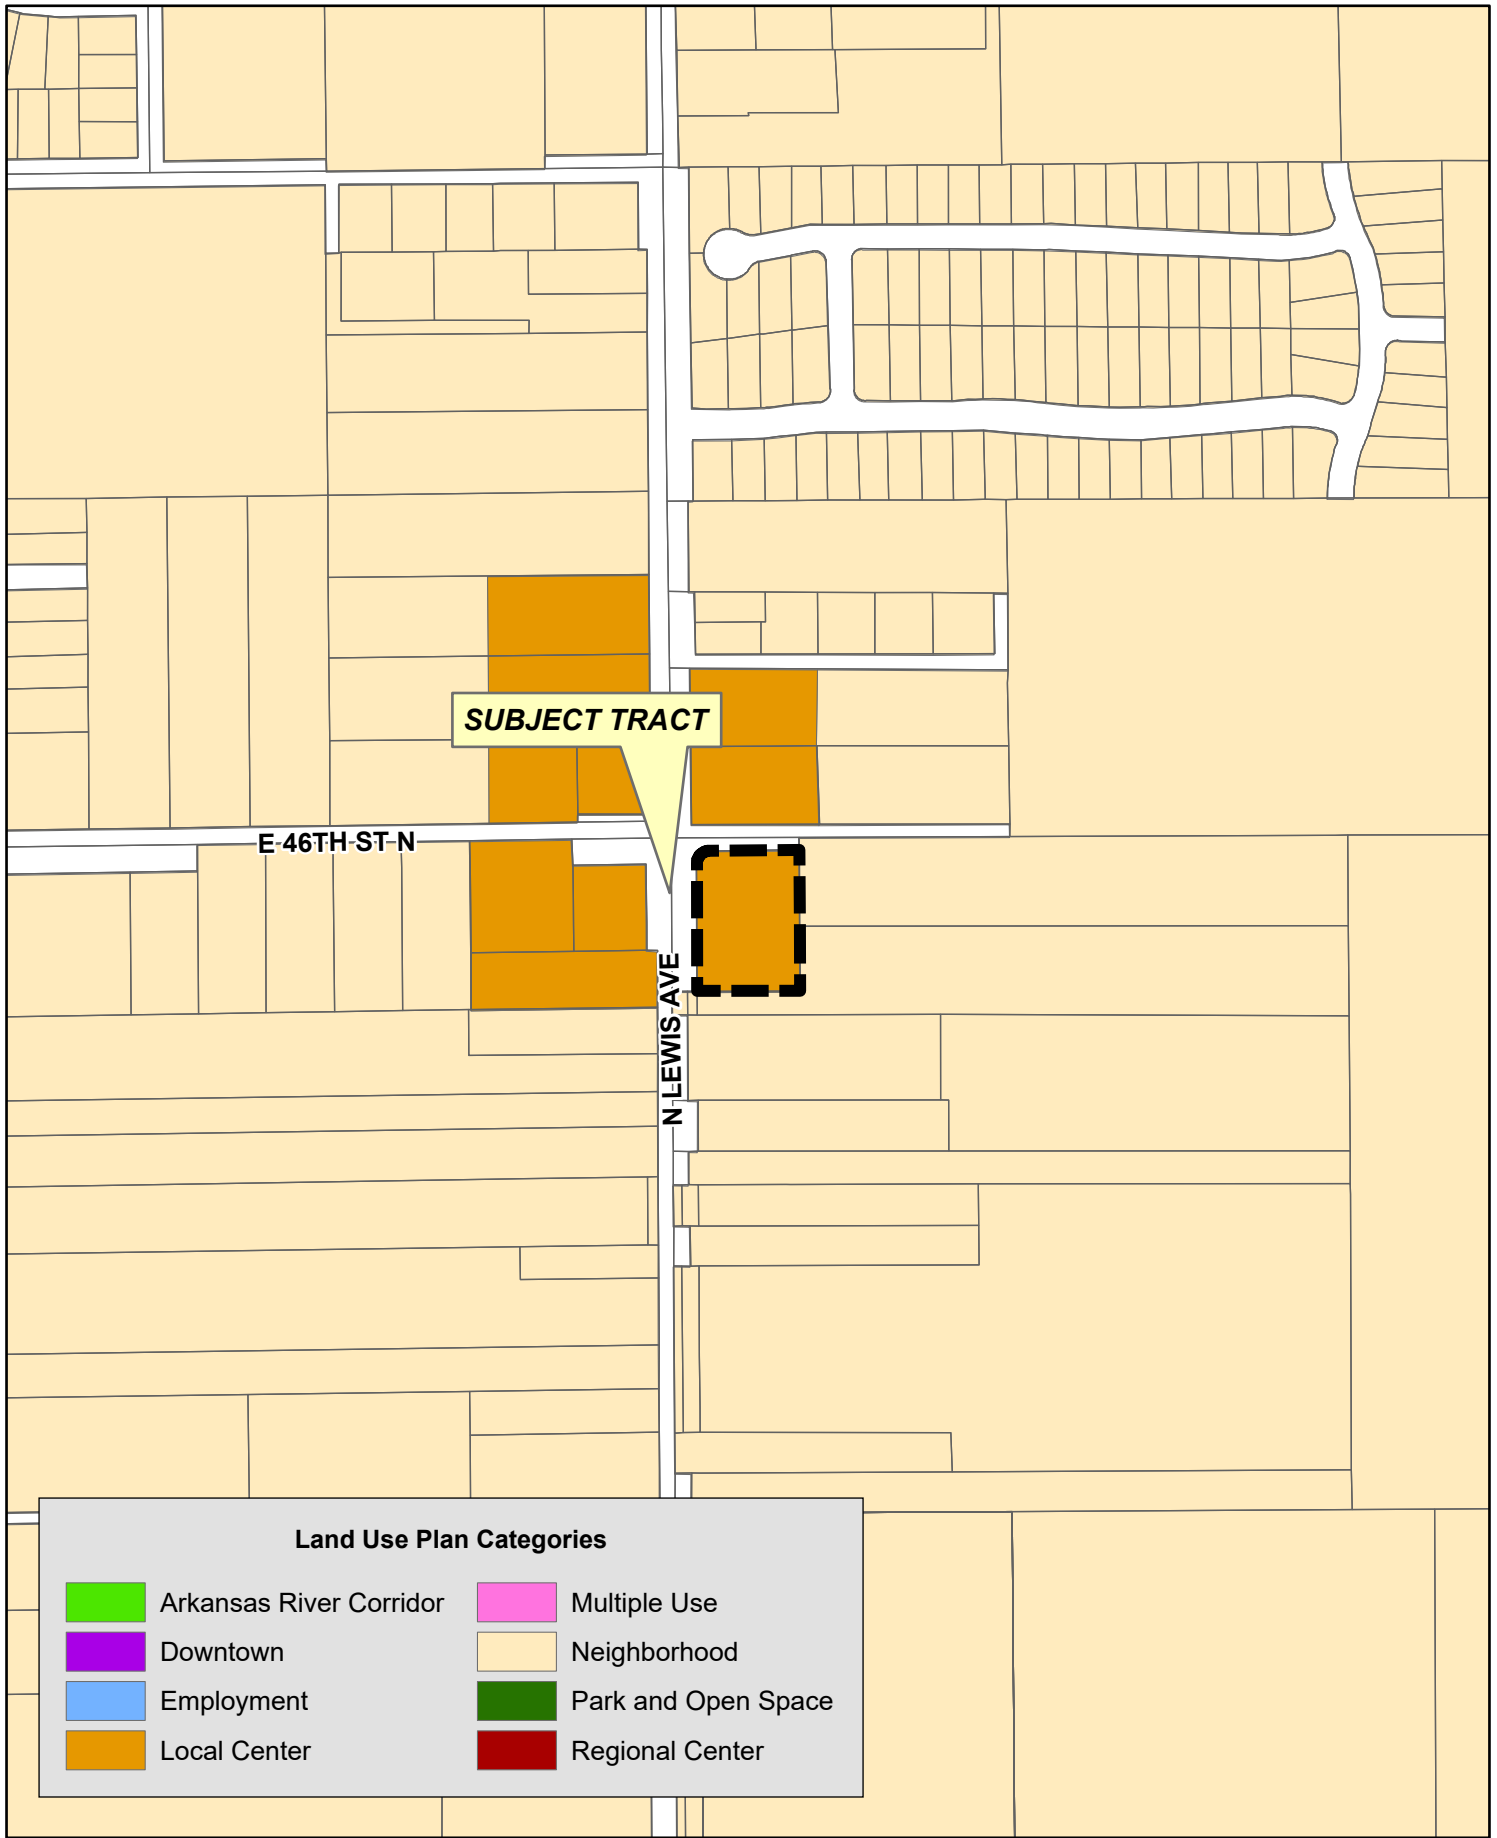 SUBJECT TRACT
E 46TH ST N
N LEWIS AVE
Land Use Plan Categories
Arkansas River Corridor
Downtown
Employment
Local Center
Multiple Use
Neighborhood
Park and Open Space
Regional Center